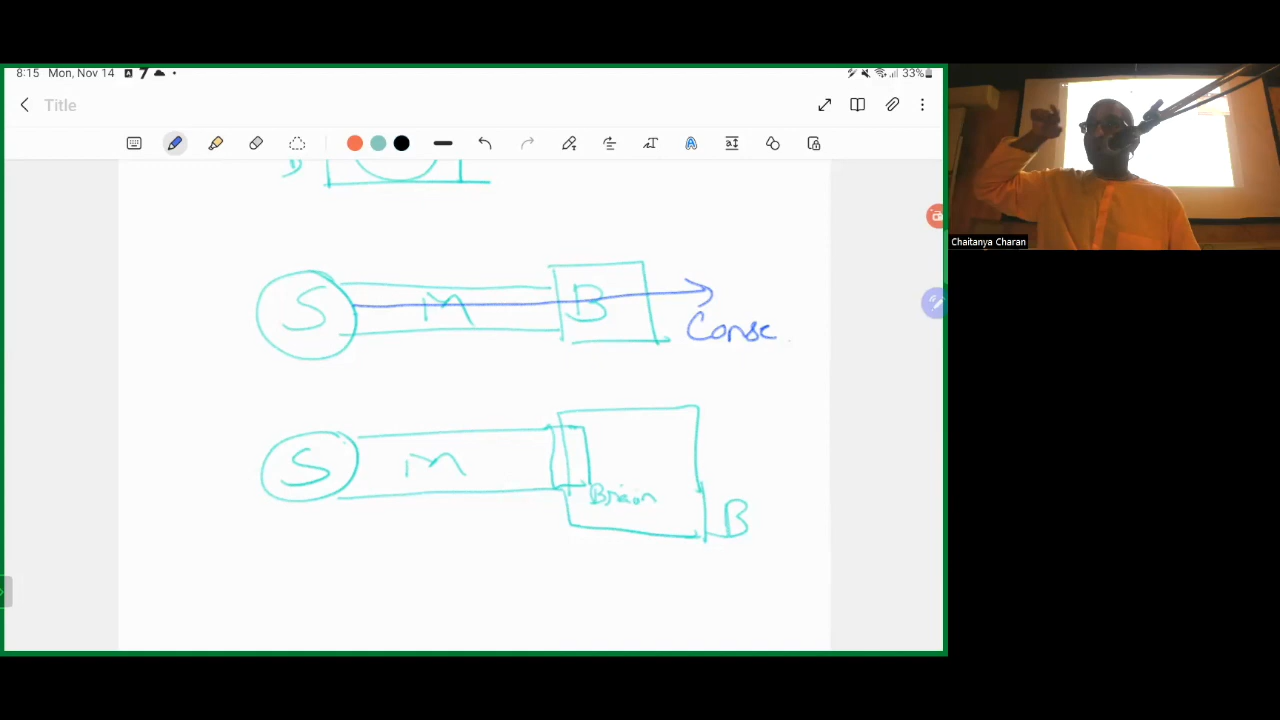 8:15 Mon, Nov 14
33%
Title
S M B
Consc
S M
Brain
B
Chaitanya Charan